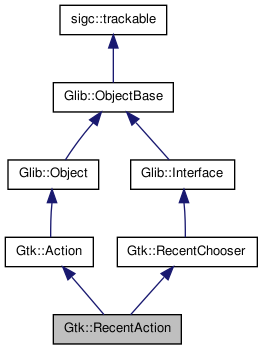 sigc::trackable
Glib::ObjectBase
Glib::Object
Glib::Interface
Gtk::Action
Gtk::RecentChooser
Gtk::RecentAction